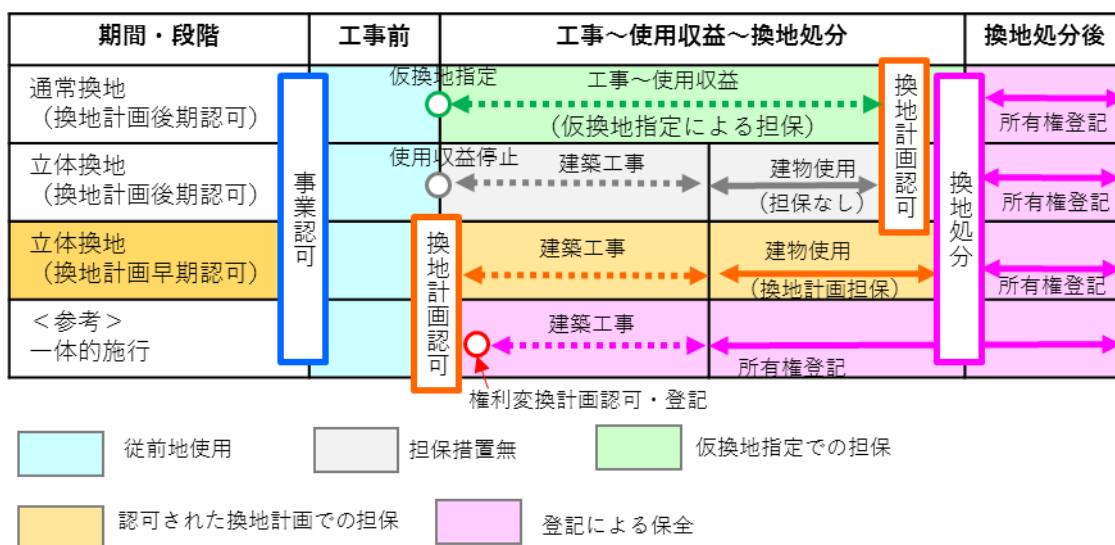 期間・段階
工事前
工事～使用収益～換地処分
換地処分後
通常換地
（換地計画後期認可）
仮換地指定
工事～使用収益
（仮換地指定による担保）
所有権登記
立体換地
（換地計画後期認可）
使用収益停止
建築工事
建物使用
（担保なし）
所有権登記
立体換地
（換地計画早期認可）
建築工事
建物使用
（換地計画担保）
所有権登記
＜参考＞
一体的施行
建築工事
所有権登記
事業認可
換地計画認可
換地計画認可
換地処分
権利変換計画認可・登記
従前地使用
担保措置無
仮換地指定での担保
認可された換地計画での担保
登記による保全